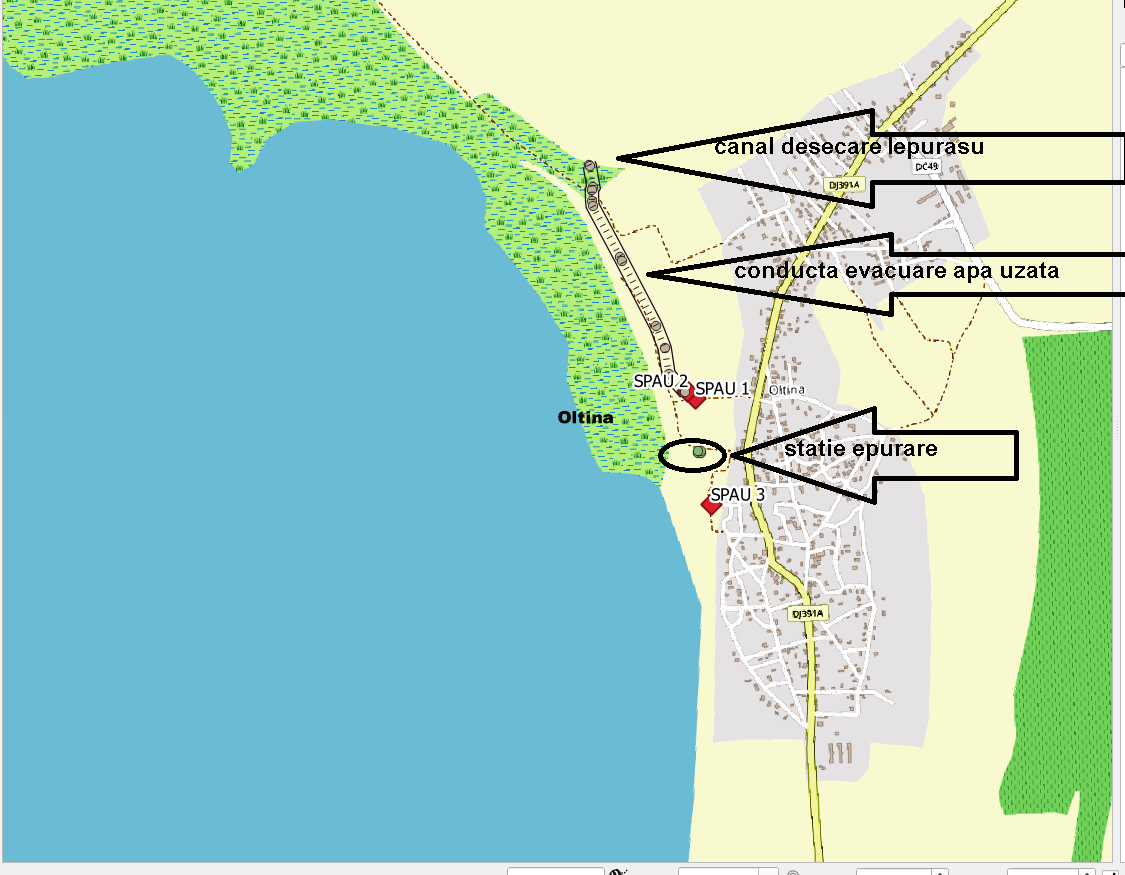 canal desecare lepurasu
DC49
DJ391A
conducta evacuare apa uzata
SPAU 2
SPAU 1
Oltina
Oltina
statie epurare
SPAU 3
DJ391A